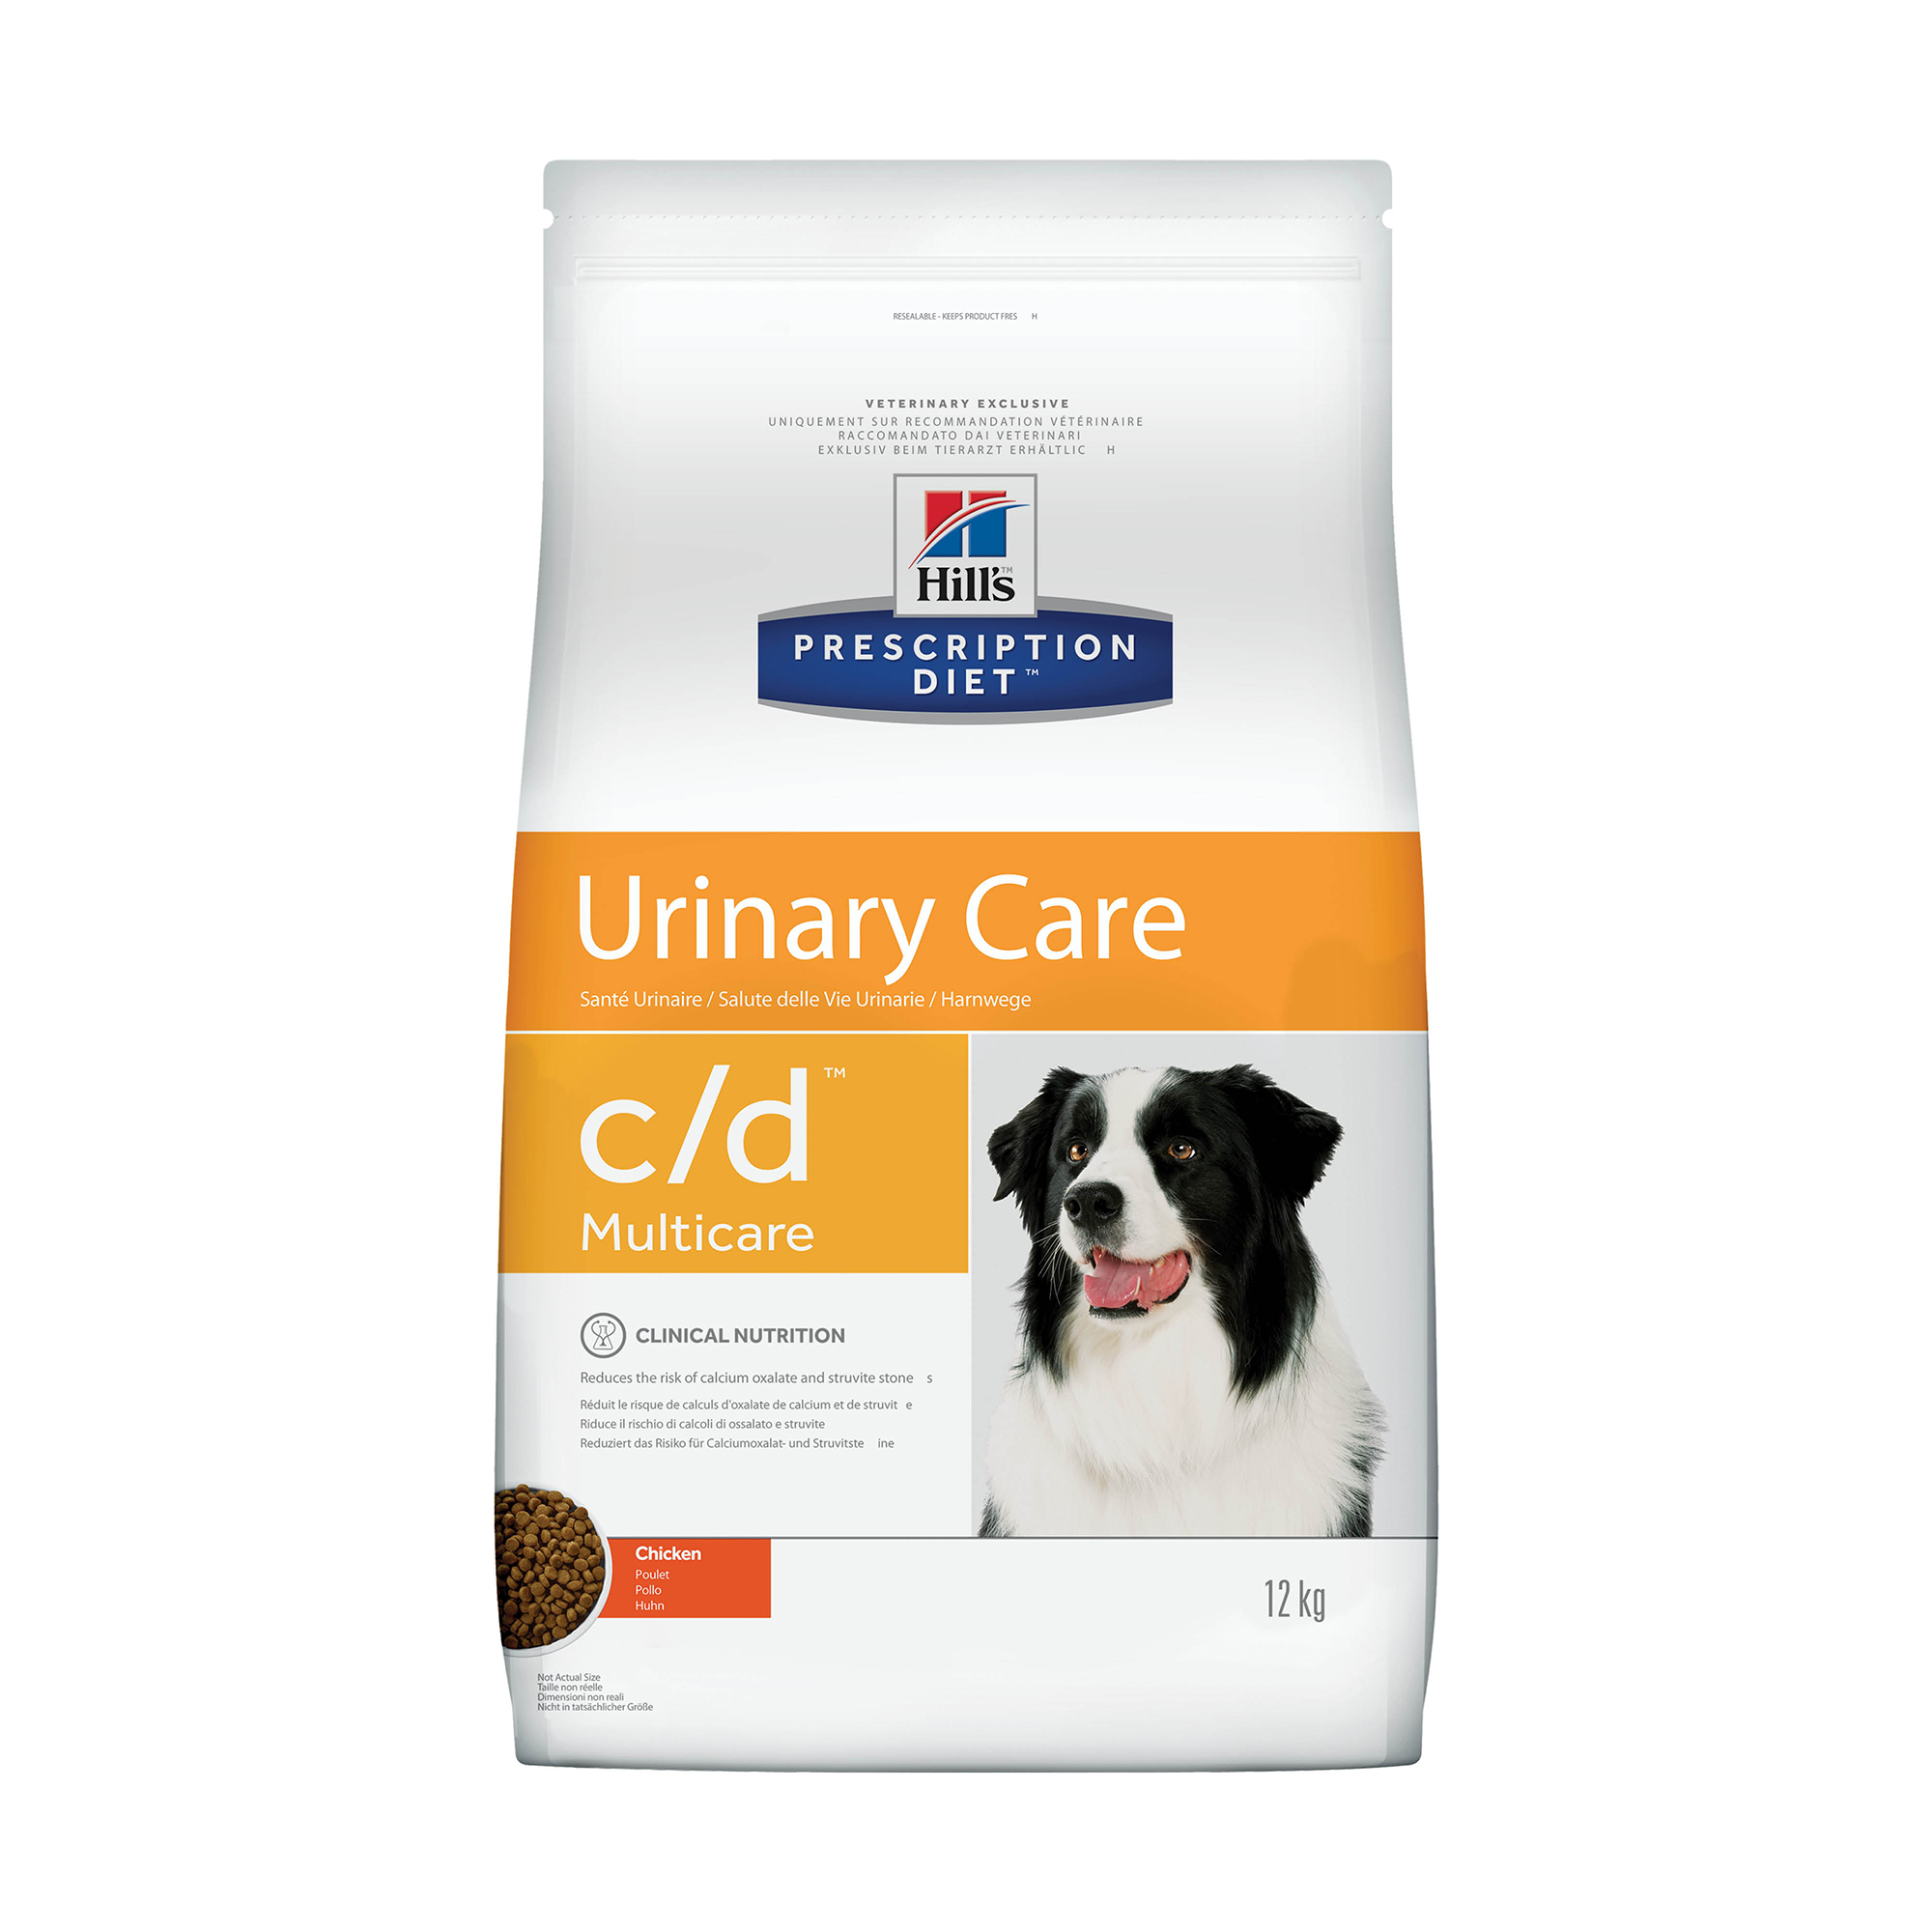 RESEALABLE - KEEPS PRODUCT FRES H
VETERINARY EXCLUSIVE
UNIQUEMENT SUR RECOMMANDATION VÉTÉRINAIRE
RACCOMANDATO DAI VETERINARI
EXKLUSIV BEIM TIERARZT ERHÄLTLIC H
Hill's™
PRESCRIPTION
DIET™
Urinary Care
Santé Urinaire / Salute delle Vie Urinarie / Harnwege
c/d™
Multicare
CLINICAL NUTRITION
Reduces the risk of calcium oxalate and struvite stone s
Réduit le risque de calculs d'oxalate de calcium et de struvit e
Riduce il rischio di calcoli di ossalato e struvite
Reduziert das Risiko für Calciumoxalat- und Struvitste ine
Chicken
Poulet
Pollo
Huhn
12 kg
Not Actual Size
Taille non réelle
Dimensioni non reali
Nicht in tatsächlicher Größe